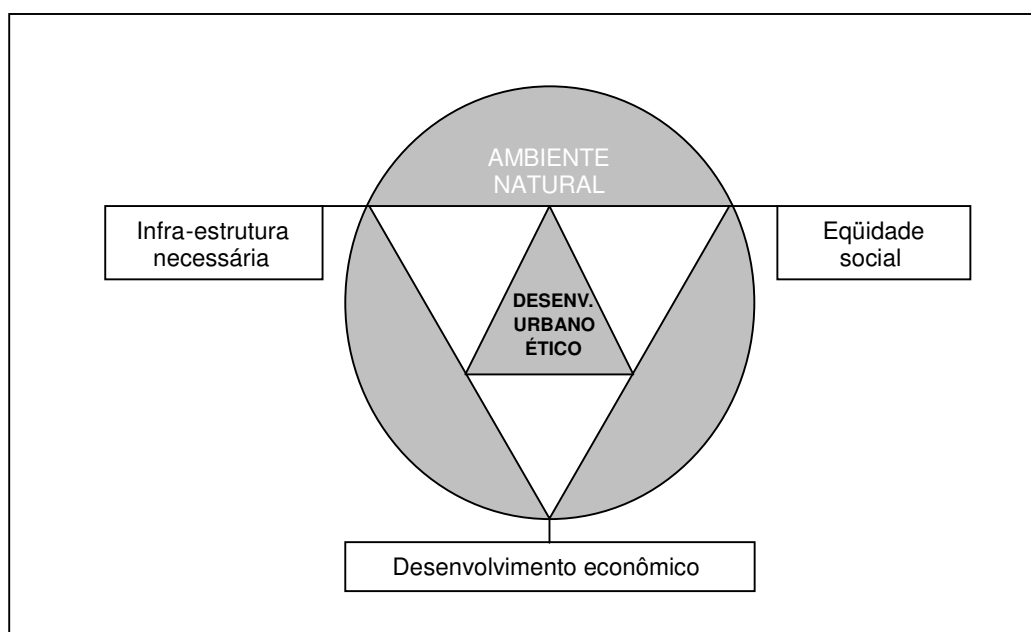 AMBIENTE
NATURAL
Infra-estrutura
necessária
Eqüidade
social
DESENV.
URBANO
ÉTICO
Desenvolvimento econômico